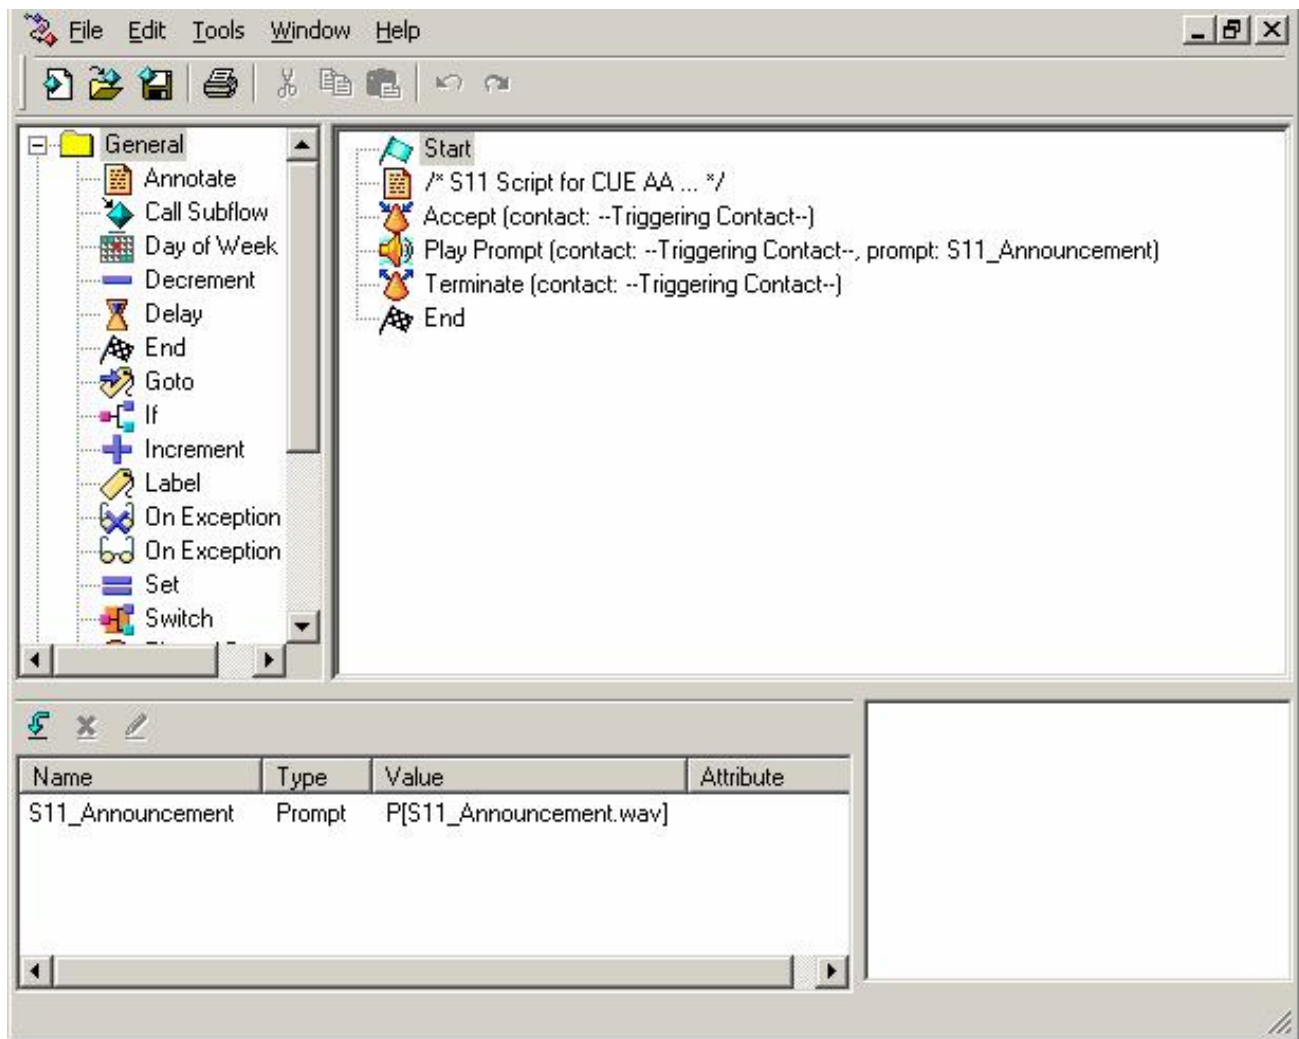 File Edit Tools Window Help
General
Annotate
Call Subflow
Day of Week
Decrement
Delay
End
Goto
If
Increment
Label
On Exception
On Exception
Set
Switch
Start
/* S11 Script for CUE AA ... */
Accept (contact: --Triggering Contact--)
Play Prompt (contact: --Triggering Contact--, prompt: S11_Announcement)
Terminate (contact: --Triggering Contact--)
End
Name Type Value Attribute
S11_Announcement Prompt P[S11_Announcement.wav]